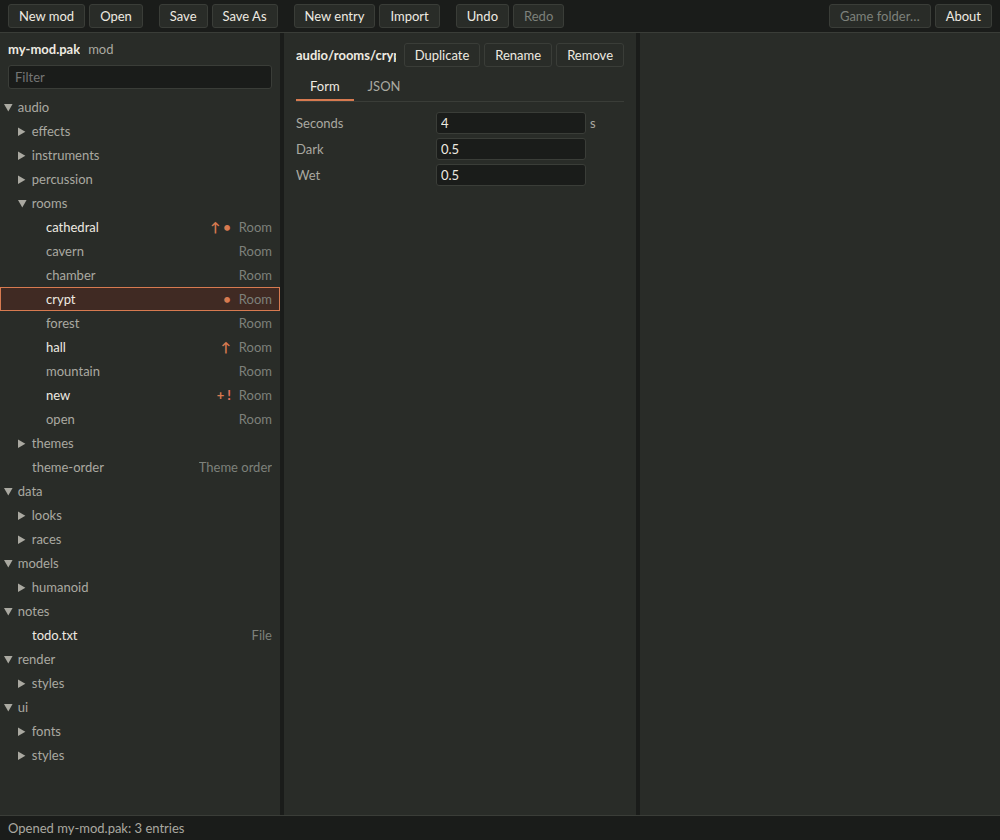 New mod Open Save Save As New entry Import Undo Redo Game folder... About
my-mod.pak mod
Filter
audio
effects
instruments
percussion
rooms
cathedral ↑ ● Room
cavern Room
chamber Room
crypt ● Room
forest Room
hall ↑ Room
mountain Room
new + ! Room
open Room
themes
theme-order Theme order
data
looks
races
models
humanoid
notes
todo.txt File
render
styles
ui
fonts
styles
audio/rooms/cry Duplicate Rename Remove
Form JSON
Seconds 4 s
Dark 0.5
Wet 0.5
Opened my-mod.pak: 3 entries